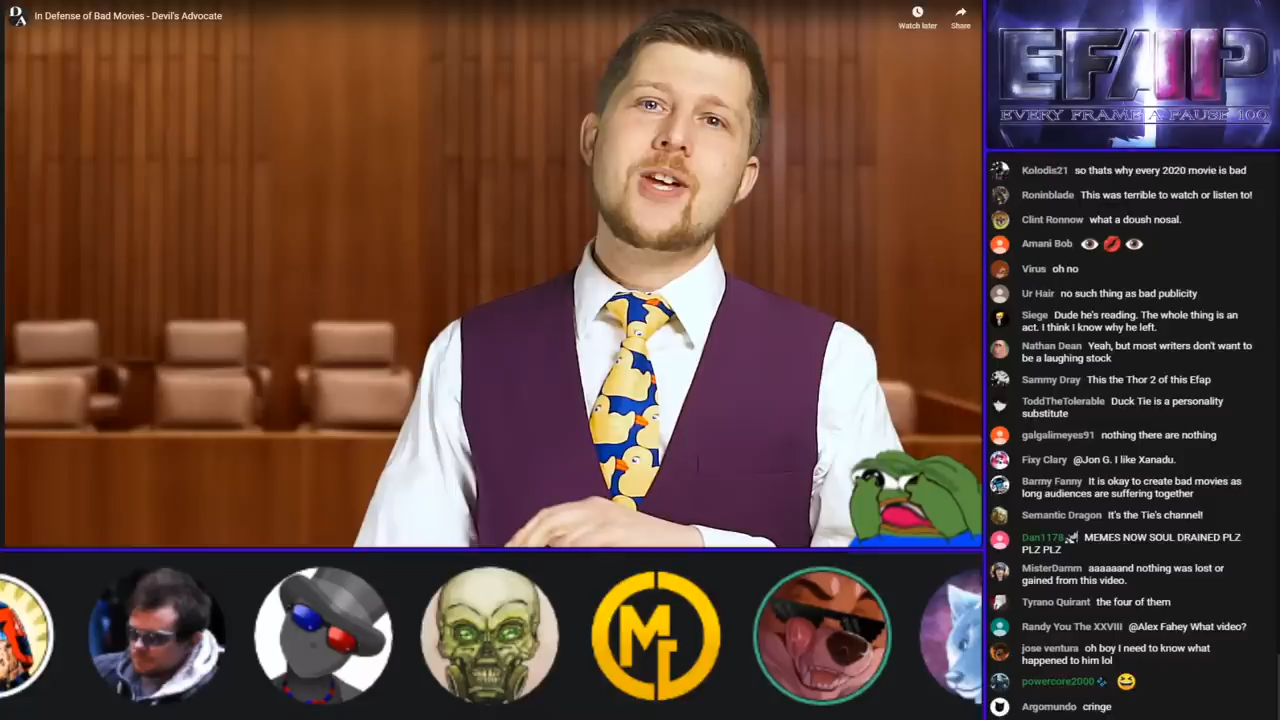 DA
In Defense of Bad Movies - Devil's Advocate
Watch later
Share
EFAP
EVERY FRAME A PAUSE 100
Kolodis21 so thats why every 2020 movie is bad
Roninblade This was terrible to watch or listen to!
Clint Ronnow what a doush nosal.
Amani Bob
Virus oh no
Ur Hair no such thing as bad publicity
Siege Dude he's reading. The whole thing is an
act. I think I know why he left.
Nathan Dean Yeah, but most writers don't want to
be a laughing stock
Sammy Dray This the Thor 2 of this Efap
ToddTheTolerable Duck Tie is a personality
substitute
galgalimeyes91 nothing there are nothing
Fixy Clary @Jon G. I like Xanadu.
Barmy Fanny It is okay to create bad movies as
long audiences are suffering together
Semantic Dragon It's the Tie's channel!
Dan1178 MEMES NOW SOUL DRAINED PLZ
PLZ PLZ
MisterDamm aaaaaand nothing was lost or
gained from this video.
Tyrano Quirant the four of them
Randy You The XXVIII @Alex Fahey What video?
jose ventura oh boy I need to know what
happened to him lol
powercore2000
Argomundo cringe